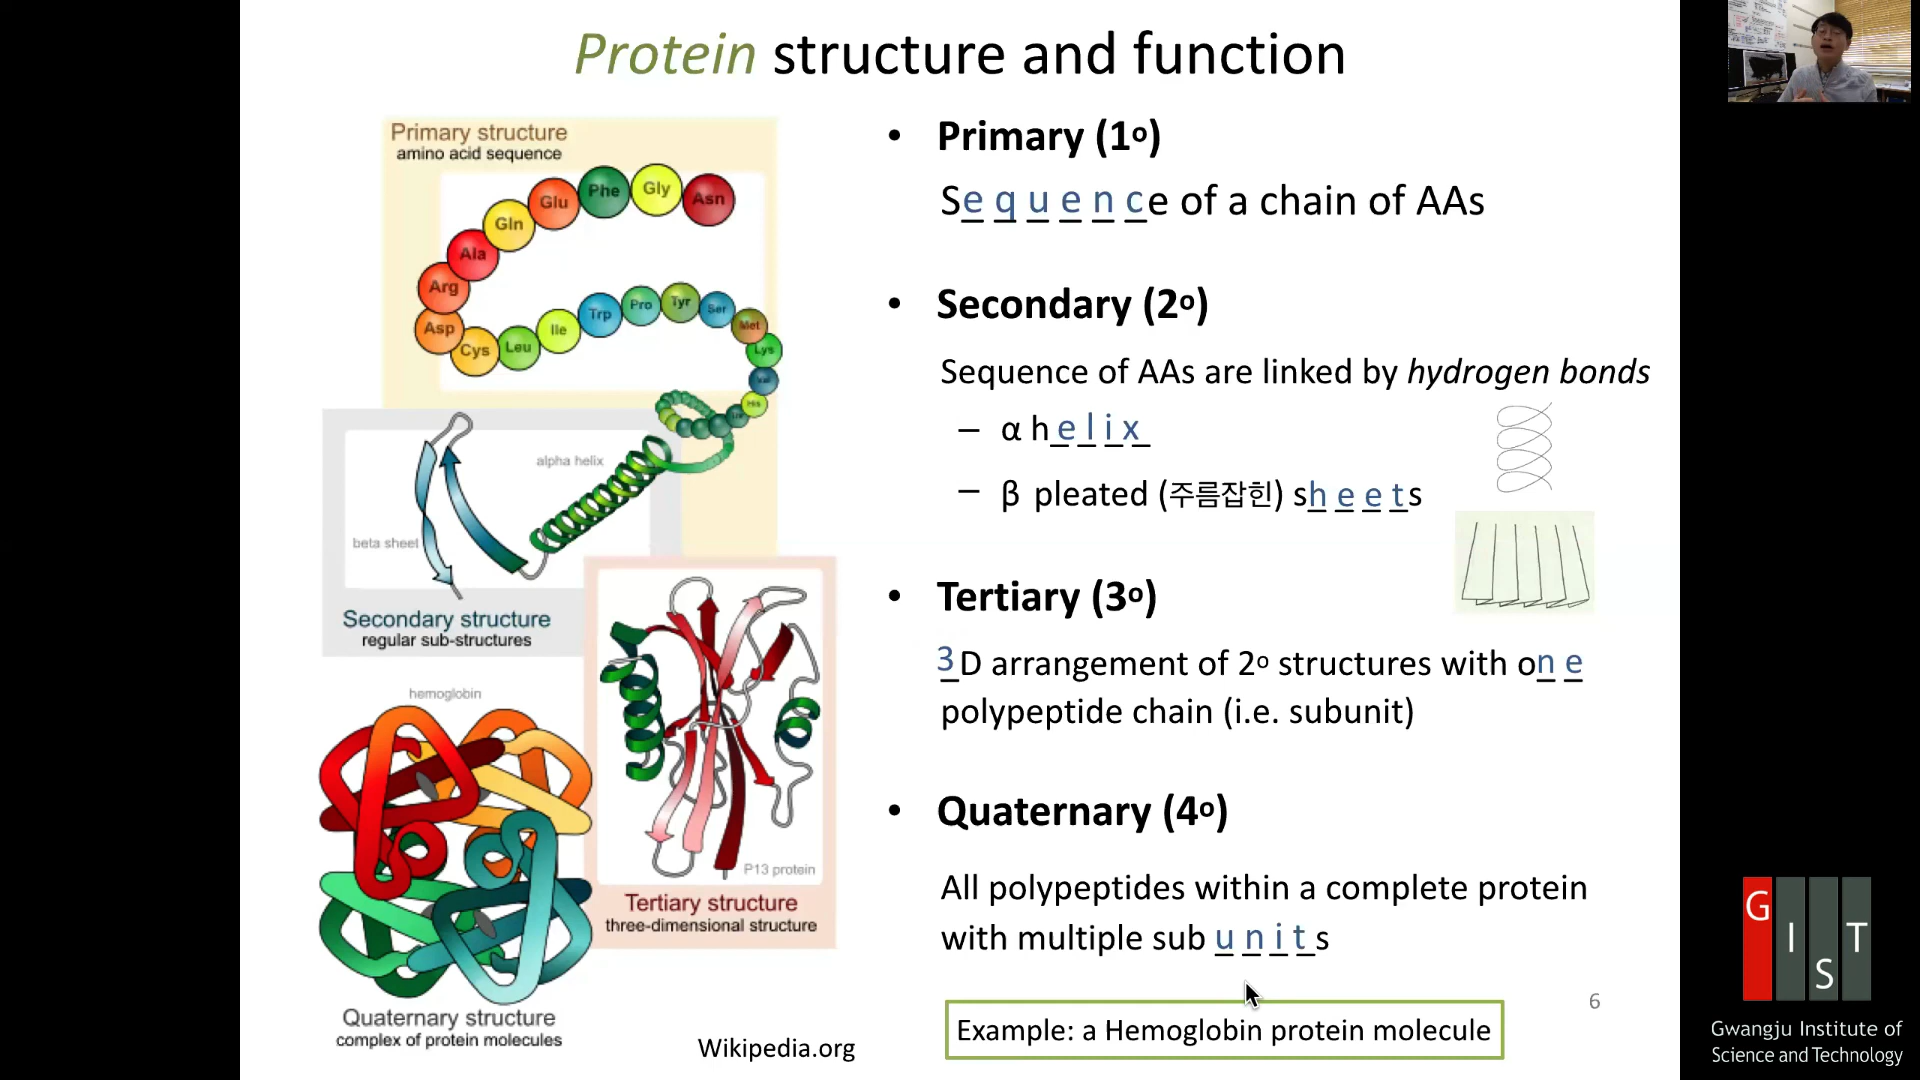 Protein structure and function
Primary structure
amino acid sequence
Asn
Gly
Phe
Glu
Gln
Ala
Arg
Asp
Cys
Leu
Ile
Trp
Pro
Tyr
Ser
Met
Lys
Val
His
alpha helix
beta sheet
Secondary structure
regular sub-structures
hemoglobin
P13 protein
Tertiary structure
three-dimensional structure
Quaternary structure
complex of protein molecules
Wikipedia.org
• Primary (1º)
Sequence of a chain of AAs
• Secondary (2º)
Sequence of AAs are linked by hydrogen bonds
– α helix
– β pleated (주름잡힌) sheets
• Tertiary (3º)
3D arrangement of 2º structures with one
polypeptide chain (i.e. subunit)
• Quaternary (4º)
All polypeptides within a complete protein
with multiple sub units
Example: a Hemoglobin protein molecule
6
GIST
Gwangju Institute of
Science and Technology